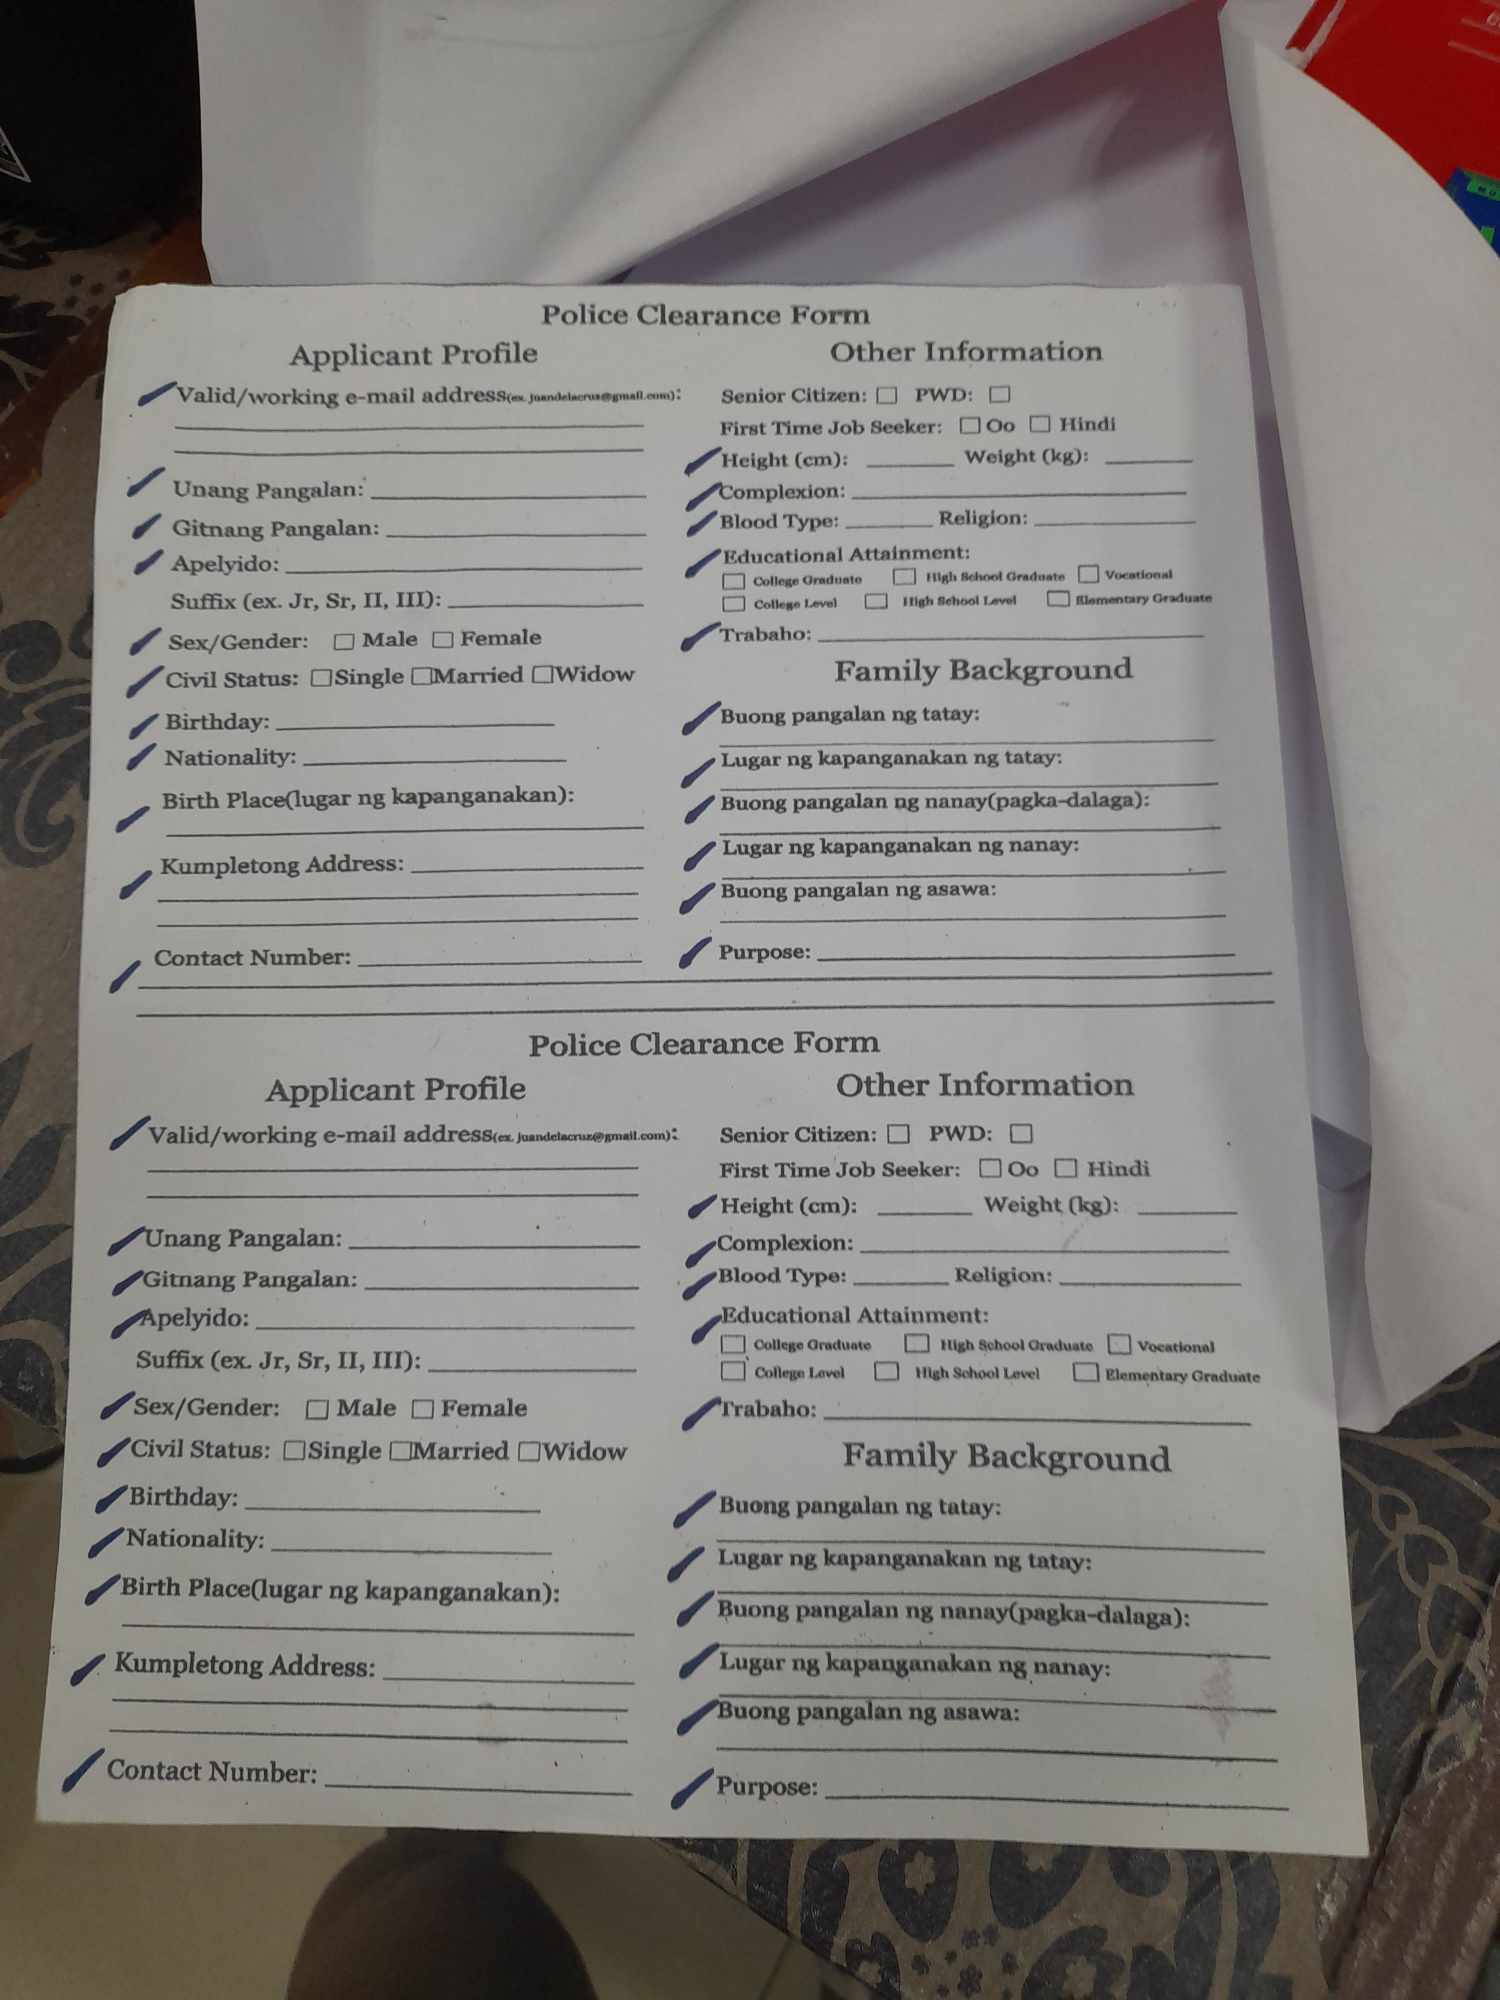 Police Clearance Form
Applicant Profile
Valid/working e-mail address(ex. juandelacruz@gmail.com):
Unang Pangalan:
Gitnang Pangalan:
Apelyido:
Suffix (ex. Jr, Sr, II, III):
Sex/Gender: Male Female
Civil Status: Single Married Widow
Birthday:
Nationality:
Birth Place(lugar ng kapanganakan):
Kumpletong Address:
Contact Number:
Other Information
Senior Citizen: PWD:
First Time Job Seeker: Oo Hindi
Height (cm): Weight (kg):
Complexion:
Blood Type: Religion:
Educational Attainment:
College Graduate High School Graduate Vocational
College Level High School Level Elementary Graduate
Trabaho:
Family Background
Buong pangalan ng tatay:
Lugar ng kapanganakan ng tatay:
Buong pangalan ng nanay(pagka-dalaga):
Lugar ng kapanganakan ng nanay:
Buong pangalan ng asawa:
Purpose:
Police Clearance Form
Applicant Profile
Valid/working e-mail address(ex. juandelacruz@gmail.com):
Unang Pangalan:
Gitnang Pangalan:
Apelyido:
Suffix (ex. Jr, Sr, II, III):
Sex/Gender: Male Female
Civil Status: Single Married Widow
Birthday:
Nationality:
Birth Place(lugar ng kapanganakan):
Kumpletong Address:
Contact Number:
Other Information
Senior Citizen: PWD:
First Time Job Seeker: Oo Hindi
Height (cm): Weight (kg):
Complexion:
Blood Type: Religion:
Educational Attainment:
College Graduate High School Graduate Vocational
College Level High School Level Elementary Graduate
Trabaho:
Family Background
Buong pangalan ng tatay:
Lugar ng kapanganakan ng tatay:
Buong pangalan ng nanay(pagka-dalaga):
Lugar ng kapanganakan ng nanay:
Buong pangalan ng asawa:
Purpose: